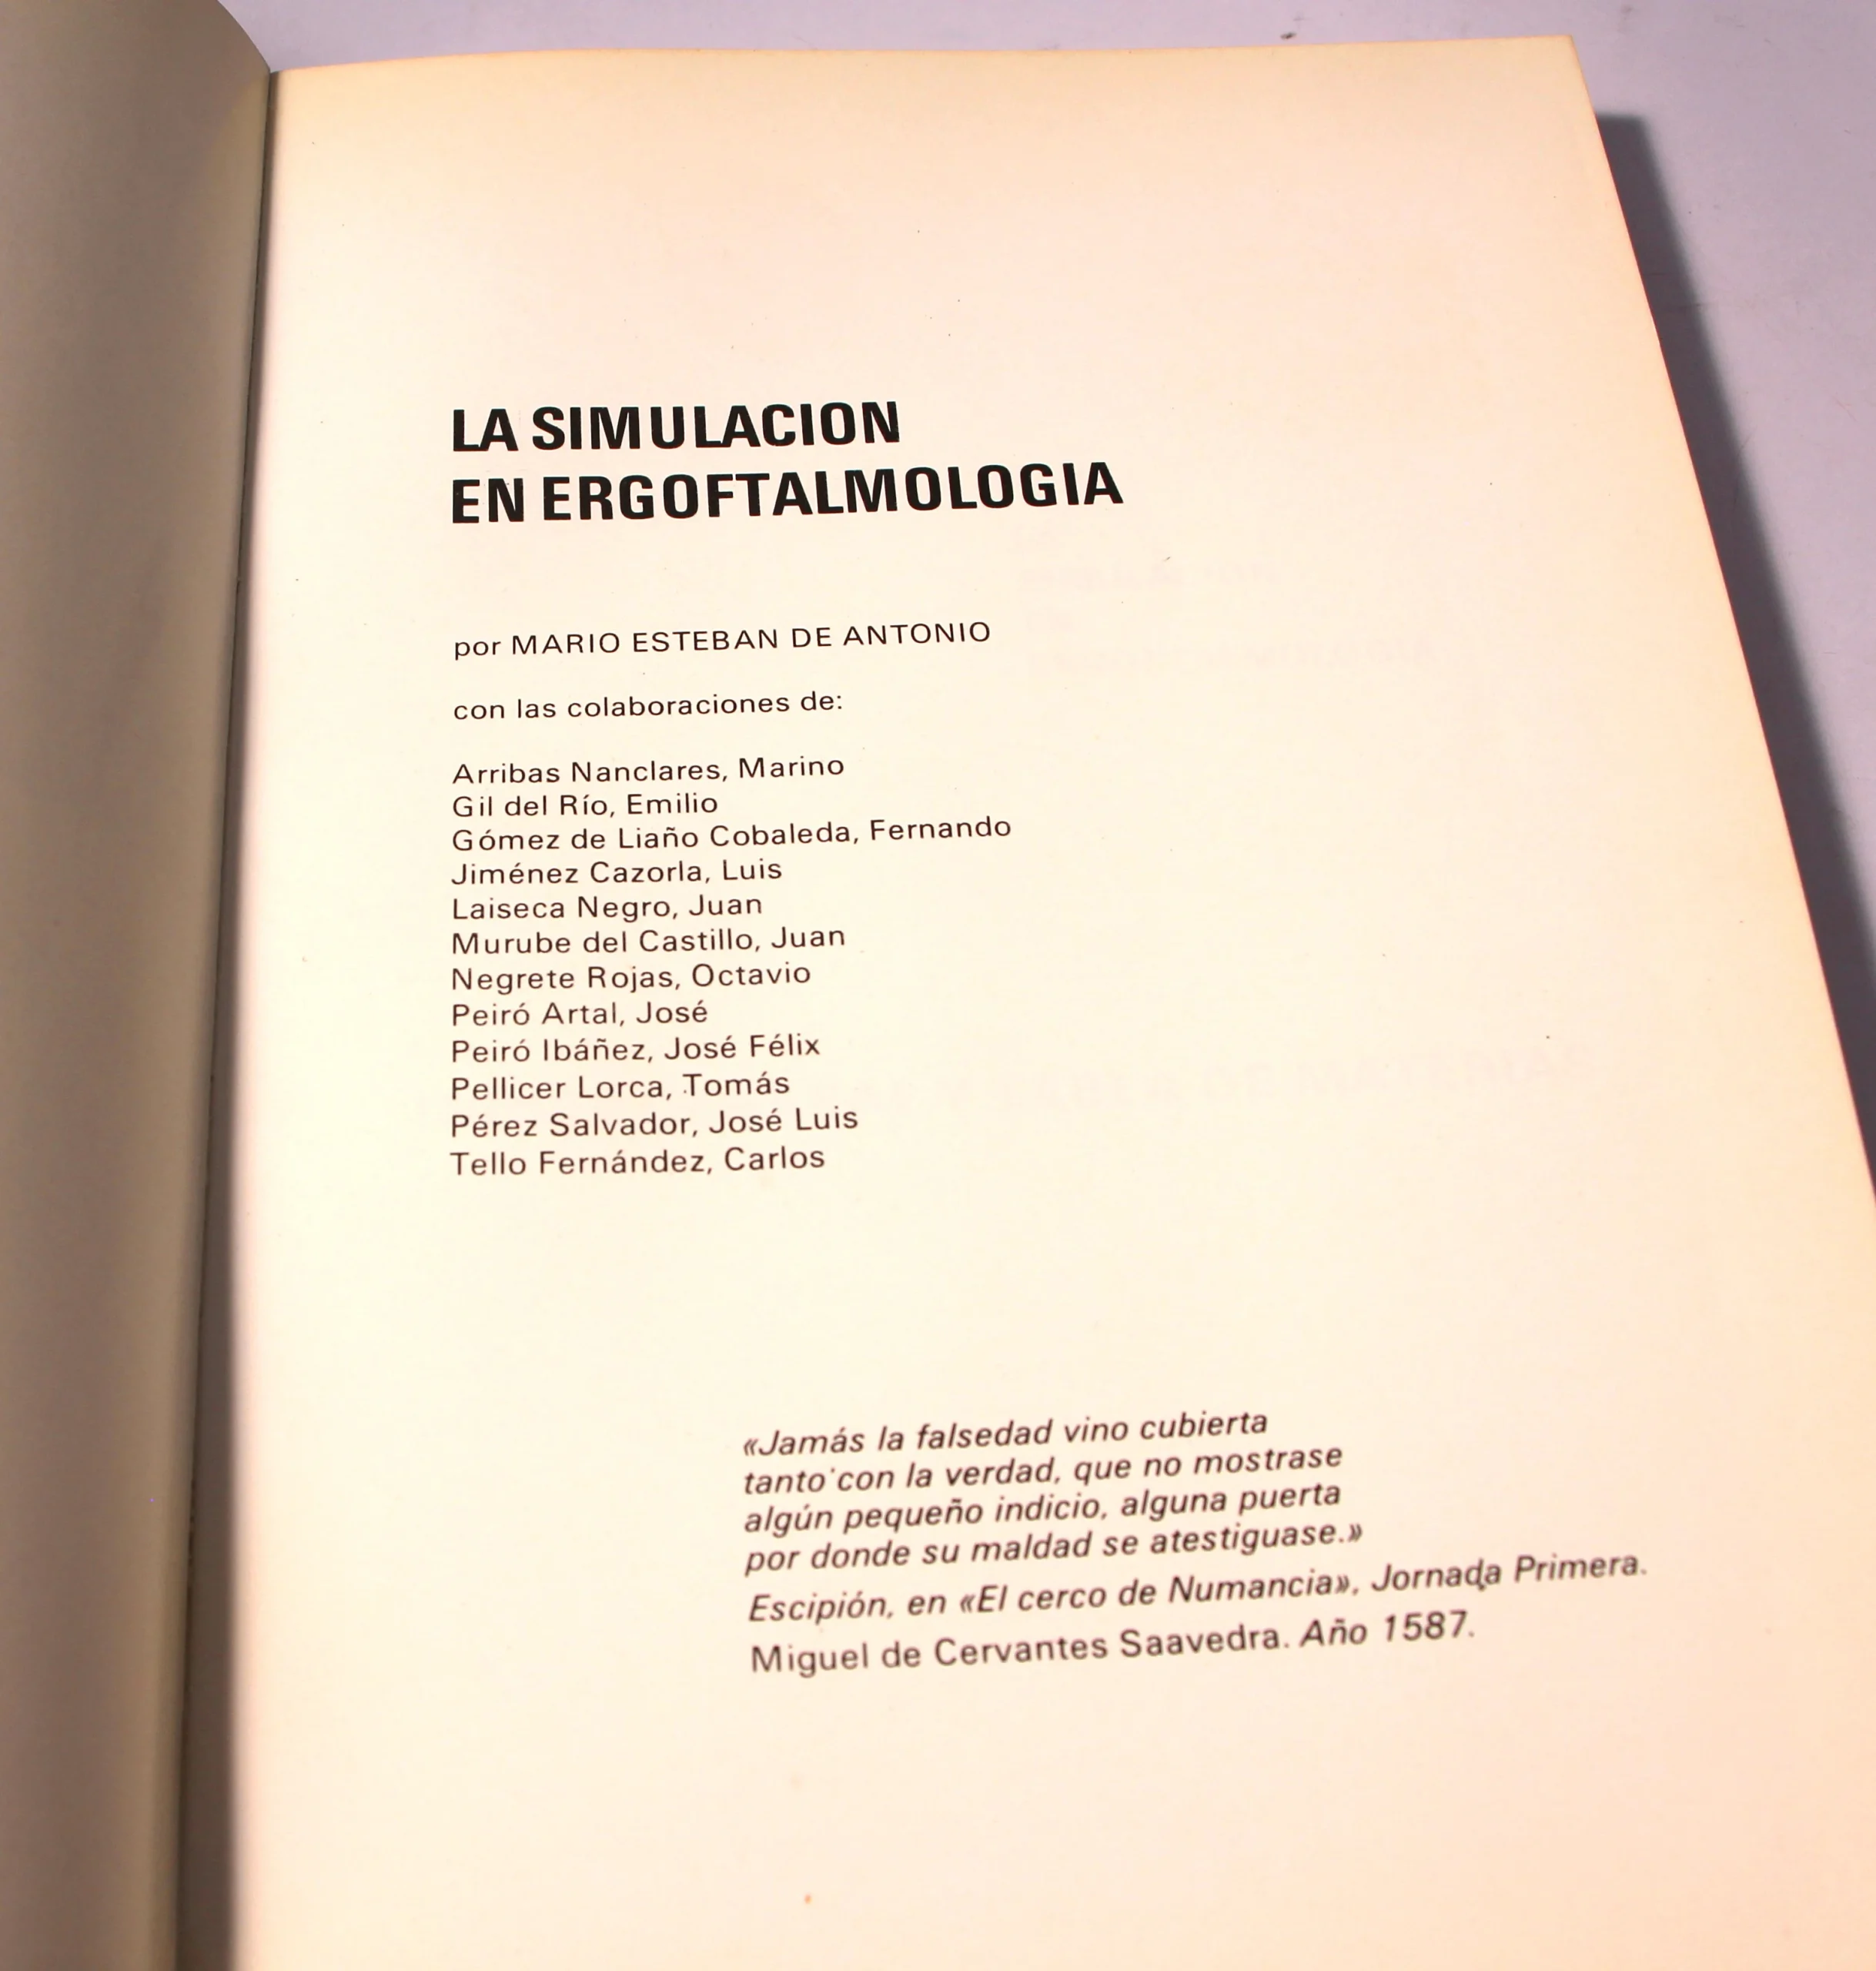 LA SIMULACION
EN ERGOFTALMOLOGIA
por MARIO ESTEBAN DE ANTONIO
con las colaboraciones de:
Arribas Nanclares, Marino
Gil del Río, Emilio
Gómez de Liaño Cobaleda, Fernando
Jiménez Cazorla, Luis
Laiseca Negro, Juan
Murube del Castillo, Juan
Negrete Rojas, Octavio
Peiró Artal, José
Peiró Ibáñez, José Félix
Pellicer Lorca, Tomás
Pérez Salvador, José Luis
Tello Fernández, Carlos
«Jamás la falsedad vino cubierta
tanto con la verdad, que no mostrase
algún pequeño indicio, alguna puerta
por donde su maldad se atestiguase.»
Escipión, en «El cerco de Numancia», Jornada Primera.
Miguel de Cervantes Saavedra. Año 1587.